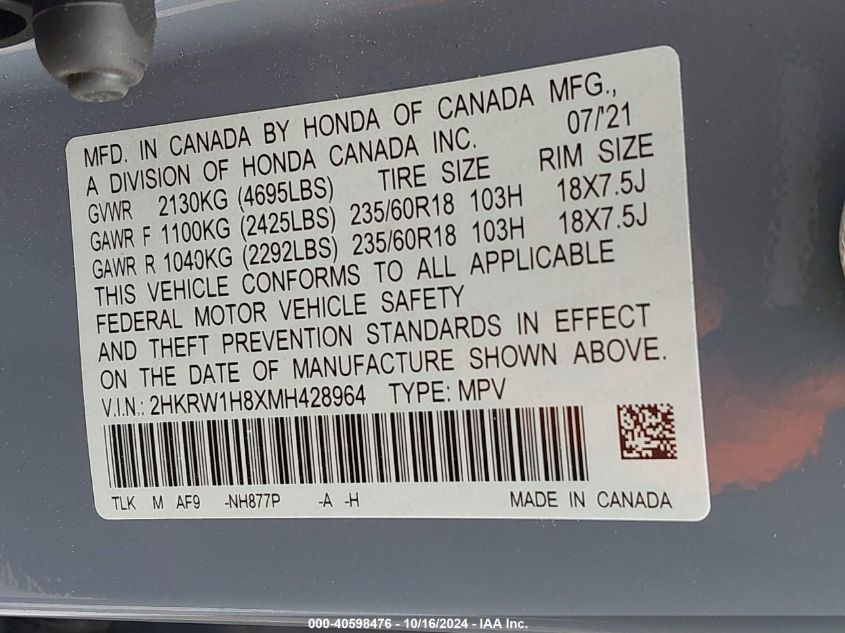 MFD. IN CANADA BY HONDA OF CANADA MFG.,
A DIVISION OF HONDA CANADA INC. 07/'21
GVWR 2130KG (4695LBS) TIRE SIZE RIM SIZE
GAWR F 1100KG (2425LBS) 235/60R18 103H 18X7.5J
GAWR R 1040KG (2292LBS) 235/60R18 103H 18X7.5J
THIS VEHICLE CONFORMS TO ALL APPLICABLE
FEDERAL MOTOR VEHICLE SAFETY
AND THEFT PREVENTION STANDARDS IN EFFECT
ON THE DATE OF MANUFACTURE SHOWN ABOVE.
V.I.N.: 2HKRW1H8XMH428964 TYPE: MPV
TLK M AF9 -NH877P -A -H MADE IN CANADA
000-40598476 - 10/16/2024 - IAA Inc.